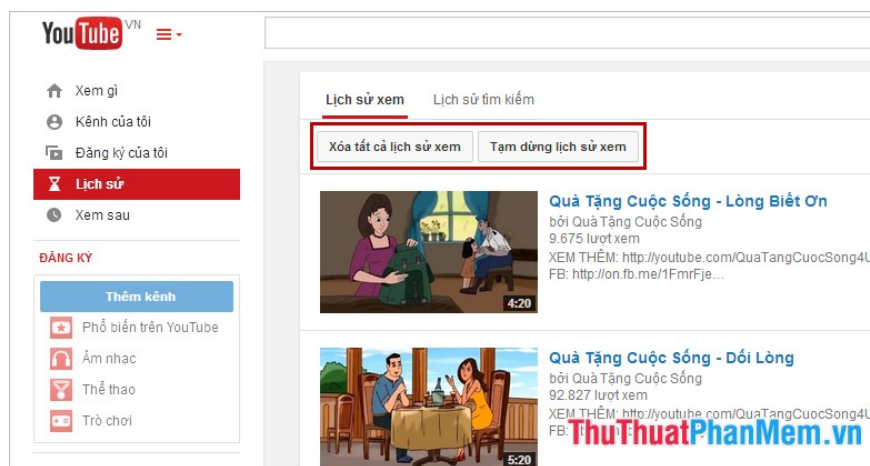 YouTube VN
Xem gì
Kênh của tôi
Đăng ký của tôi
Lịch sử
Xem sau
ĐĂNG KÝ
Thêm kênh
Phổ biến trên YouTube
Âm nhạc
Thể thao
Trò chơi
Lịch sử xem Lịch sử tìm kiếm
Xóa tất cả lịch sử xem Tạm dừng lịch sử xem
4:20
Quà Tặng Cuộc Sống - Lòng Biết Ơn
bởi Quà Tặng Cuộc Sống
9.675 lượt xem
XEM THÊM: http://youtube.com/QuaTangCuocSong4U
FB: http://on.fb.me/1FmrFje...
5:20
Quà Tặng Cuộc Sống - Dối Lòng
bởi Quà Tặng Cuộc Sống
92.827 lượt xem
XEM THÊM: http://youtube.com/QuaTangCuocSong4U
FB:
ThuThuatPhanMem.vn